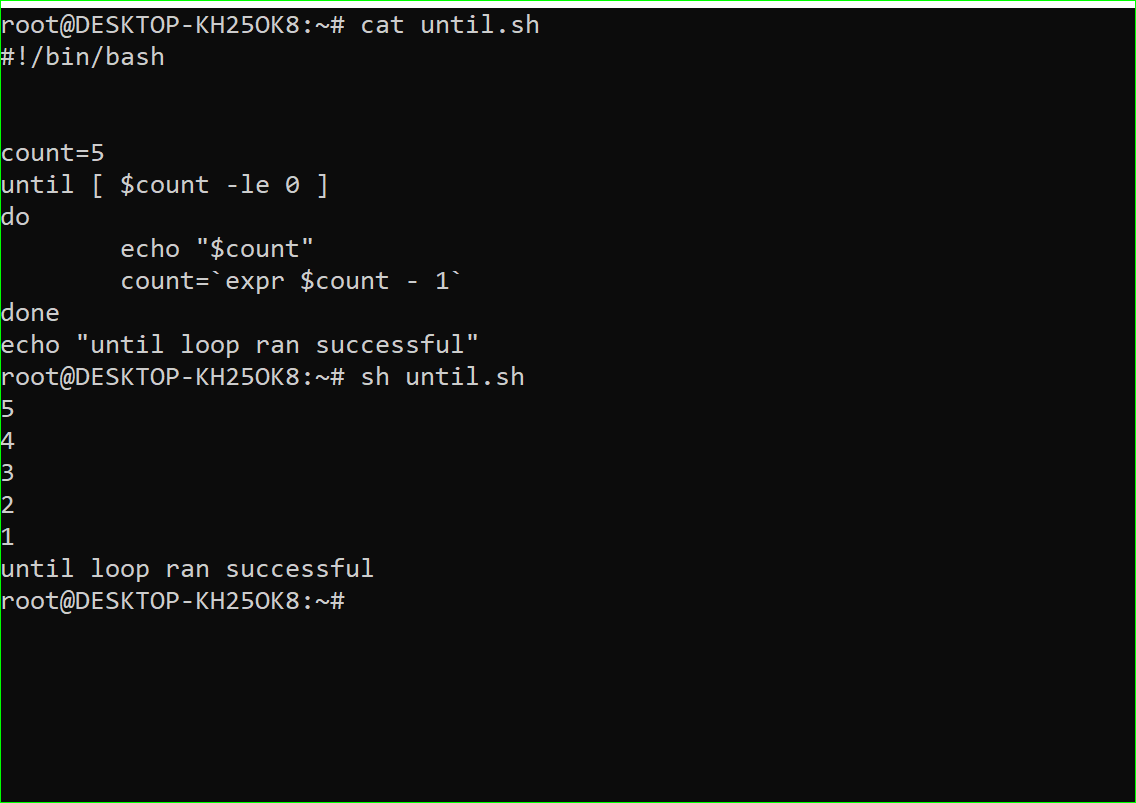 root@DESKTOP-KH25OK8:~# cat until.sh
#!/bin/bash
count=5
until [ $count -le 0 ]
do
        echo "$count"
        count=`expr $count - 1`
done
echo "until loop ran successful"
root@DESKTOP-KH25OK8:~# sh until.sh
5
4
3
2
1
until loop ran successful
root@DESKTOP-KH25OK8:~#